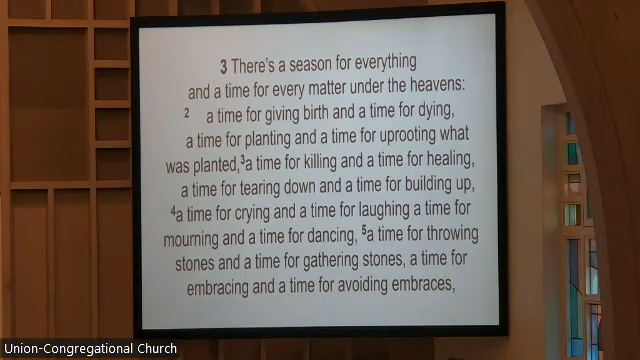 3 There's a season for everything
and a time for every matter under the heavens:
2 a time for giving birth and a time for dying,
a time for planting and a time for uprooting what
was planted,3a time for killing and a time for healing,
a time for tearing down and a time for building up,
4a time for crying and a time for laughing a time for
mourning and a time for dancing, 5a time for throwing
stones and a time for gathering stones, a time for
embracing and a time for avoiding embraces,
Union-Congregational Church